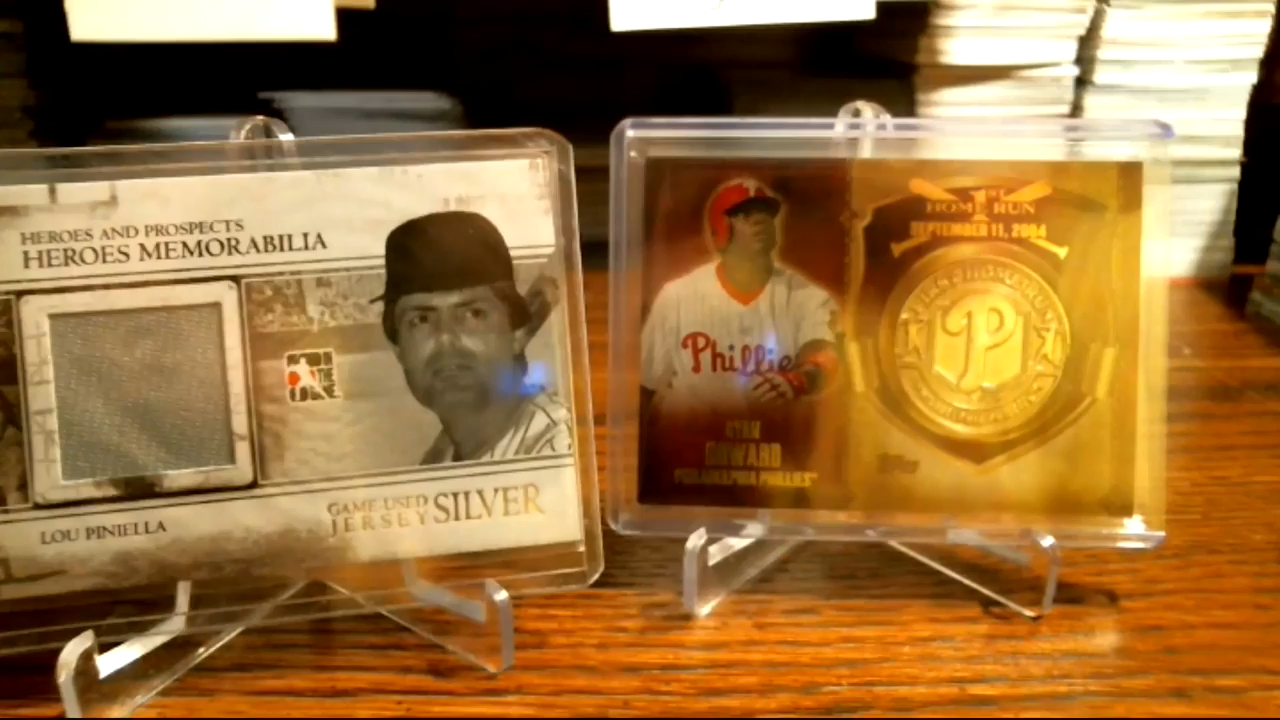 HEROES AND PROSPECTS
HEROES MEMORABILIA
LOU PINIELLA
GAME-USED
JERSEY SILVER
1ST
HOME RUN
SEPTEMBER 11, 2004
Phillies
P
RYAN
HOWARD
PHILADELPHIA PHILLIES